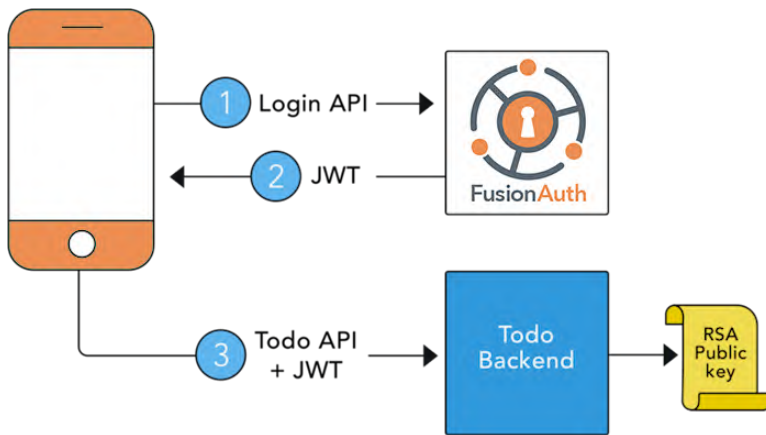 1 Login API
2 JWT
FusionAuth
3 Todo API
+ JWT
Todo
Backend
RSA
Public
key